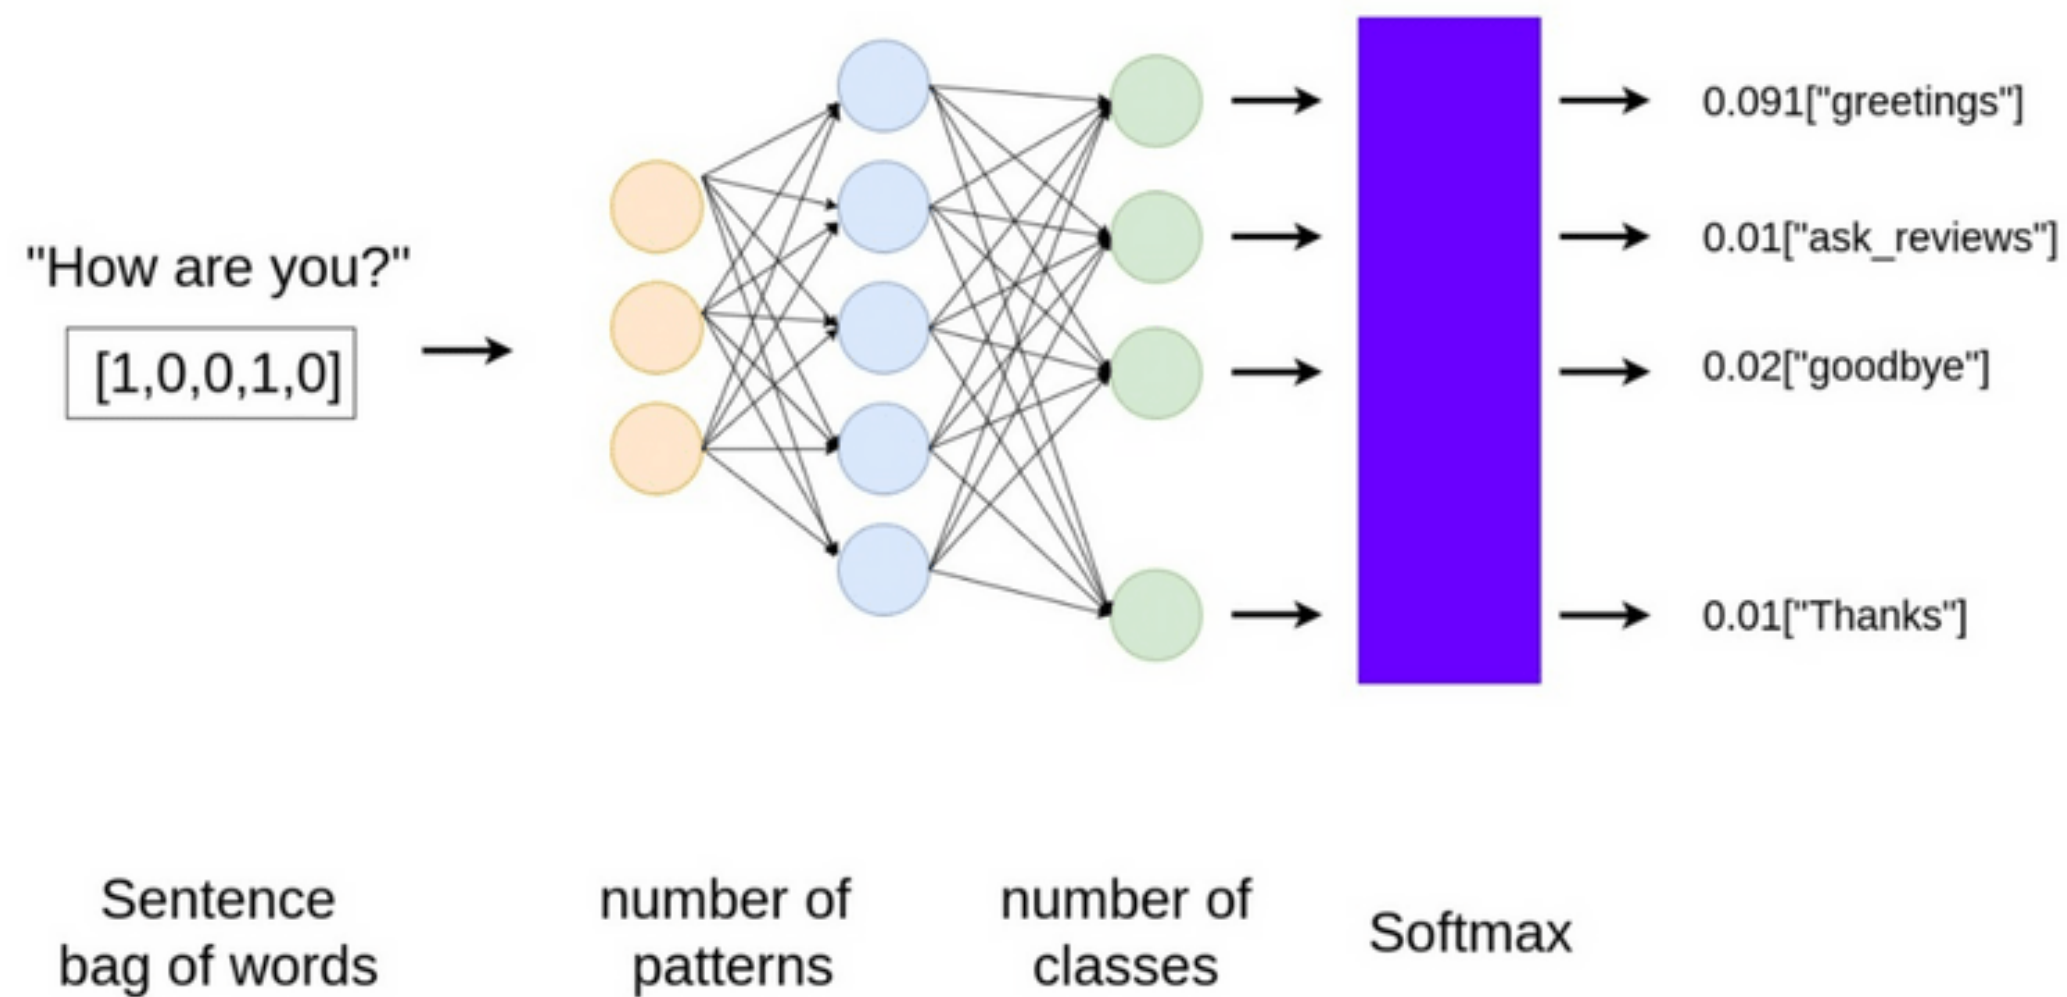 "How are you?"
[1,0,0,1,0]
0.091["greetings"]
0.01["ask_reviews"]
0.02["goodbye"]
0.01["Thanks"]
Sentence
bag of words
number of
patterns
number of
classes
Softmax